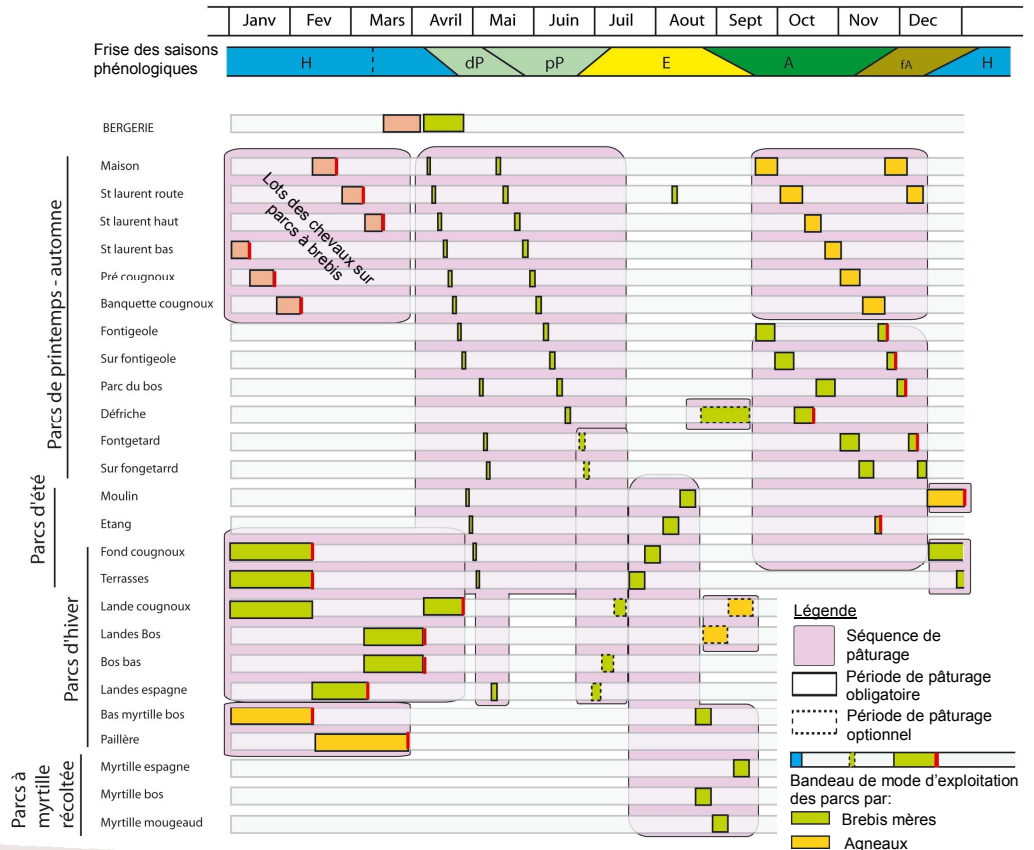 Janv Fev Mars Avril Mai Juin Juil Aout Sept Oct Nov Dec
Frise des saisons
phénologiques
H dP pP E A fA H
BERGERIE
Maison
St laurent route
St laurent haut
St laurent bas
Pré cougnoux
Banquette cougnoux
Fontigeole
Sur fontigeole
Parc du bos
Défriche
Fontgetard
Sur fongetarrd
Moulin
Etang
Fond cougnoux
Terrasses
Lande cougnoux
Landes Bos
Bos bas
Landes espagne
Bas myrtille bos
Paillère
Myrtille espagne
Myrtille bos
Myrtille mougeaud
Parcs de printemps - automne
Parcs d'été
Parcs d'hiver
Parcs à
myrtille
récoltée
Lots des chevaux sur
parcs à brebis
Légende
Séquence de
pâturage
Période de pâturage
obligatoire
Période de pâturage
optionnel
Bandeau de mode d'exploitation
des parcs par:
Brebis mères
Agneaux